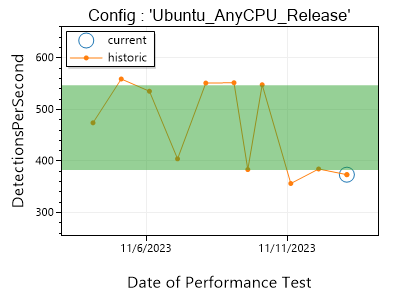 Config : 'Ubuntu_AnyCPU_Release'
current
historic
DetectionsPerSecond
600
500
400
300
11/6/2023
11/11/2023
Date of Performance Test